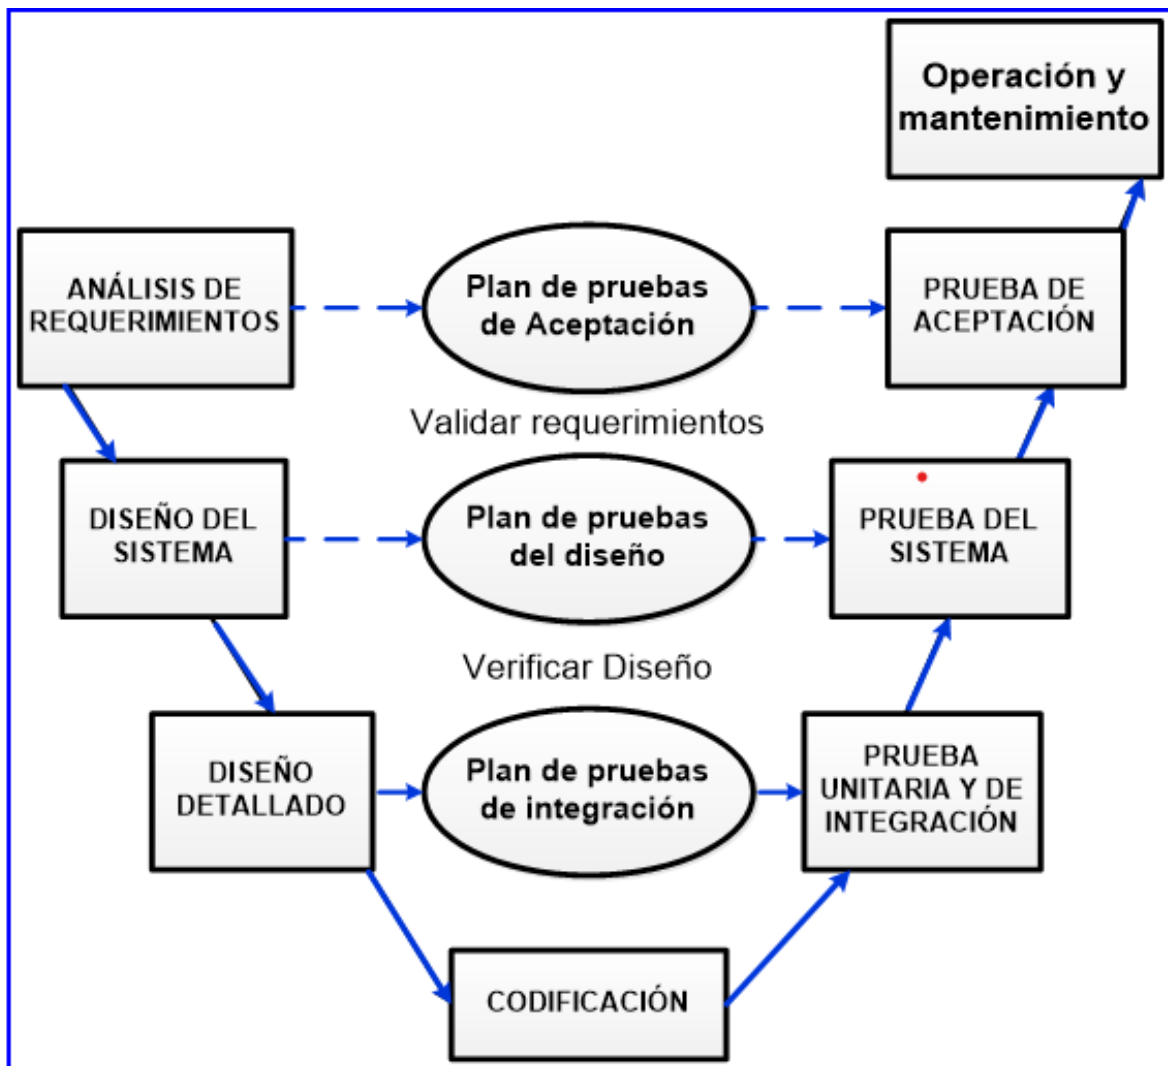 Operación y
mantenimiento
ANÁLISIS DE
REQUERIMIENTOS
Plan de pruebas
de Aceptación
PRUEBA DE
ACEPTACIÓN
Validar requerimientos
DISEÑO DEL
SISTEMA
Plan de pruebas
del diseño
PRUEBA DEL
SISTEMA
Verificar Diseño
DISEÑO
DETALLADO
Plan de pruebas
de integración
PRUEBA
UNITARIA Y DE
INTEGRACIÓN
CODIFICACIÓN